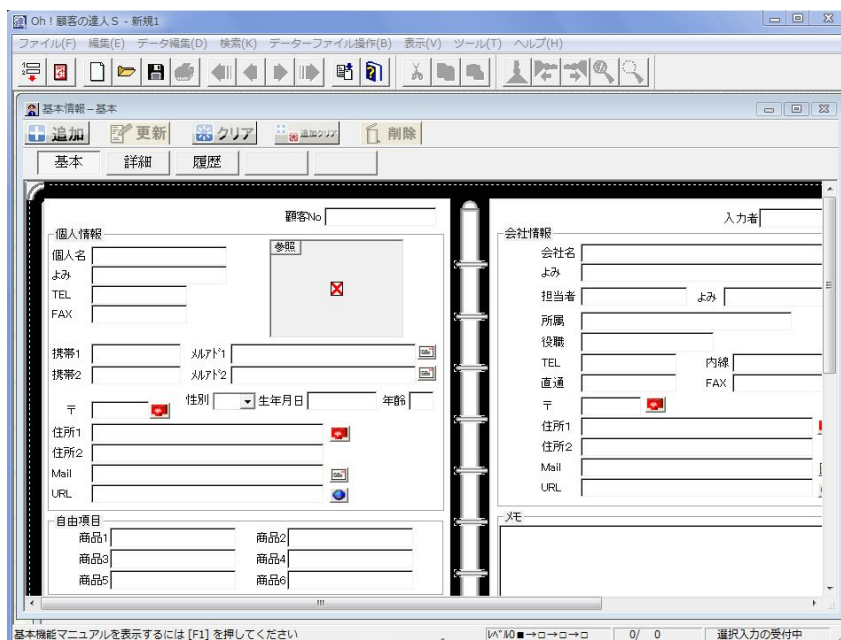 Oh！顧客の達人Ｓ - 新規1
ファイル(F) 編集(E) データ編集(D) 検索(K) データーファイル操作(B) 表示(V) ツール(T) ヘルプ(H)
基本情報－基本
追加 更新 クリア 追加クリア 削除
基本 詳細 履歴
顧客No
個人情報
個人名
よみ
TEL
FAX
参照
携帯1 ﾒﾙｱﾄﾞ1
携帯2 ﾒﾙｱﾄﾞ2
〒 性別 生年月日 年齢
住所1
住所2
Mail
URL
自由項目
商品1 商品2
商品3 商品4
商品5 商品6
入力者
会社情報
会社名
よみ
担当者 よみ
所属
役職
TEL 内線
直通 FAX
〒
住所1
住所2
Mail
URL
メモ
基本機能マニュアルを表示するには [F1] を押してください ﾚﾍﾞﾙ0■→□→□→□ 0/ 0 選択入力の受付中